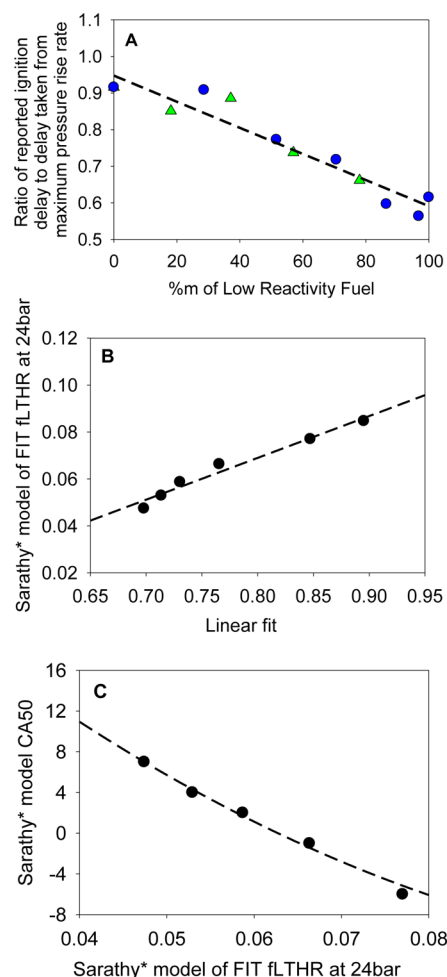 Ratio of reported ignition
delay to delay taken from
maximum pressure rise rate
A
1.1
1.0
0.9
0.8
0.7
0.6
0.5
0 20 40 60 80 100
%m of Low Reactivity Fuel
Sarathy* model of FIT fLTHR at 24bar
B
0.12
0.10
0.08
0.06
0.04
0.02
0.65 0.70 0.75 0.80 0.85 0.90 0.95
Linear fit
Sarathy* model CA50
C
16
12
8
4
0
-4
-8
0.04 0.05 0.06 0.07 0.08
Sarathy* model of FIT fLTHR at 24bar